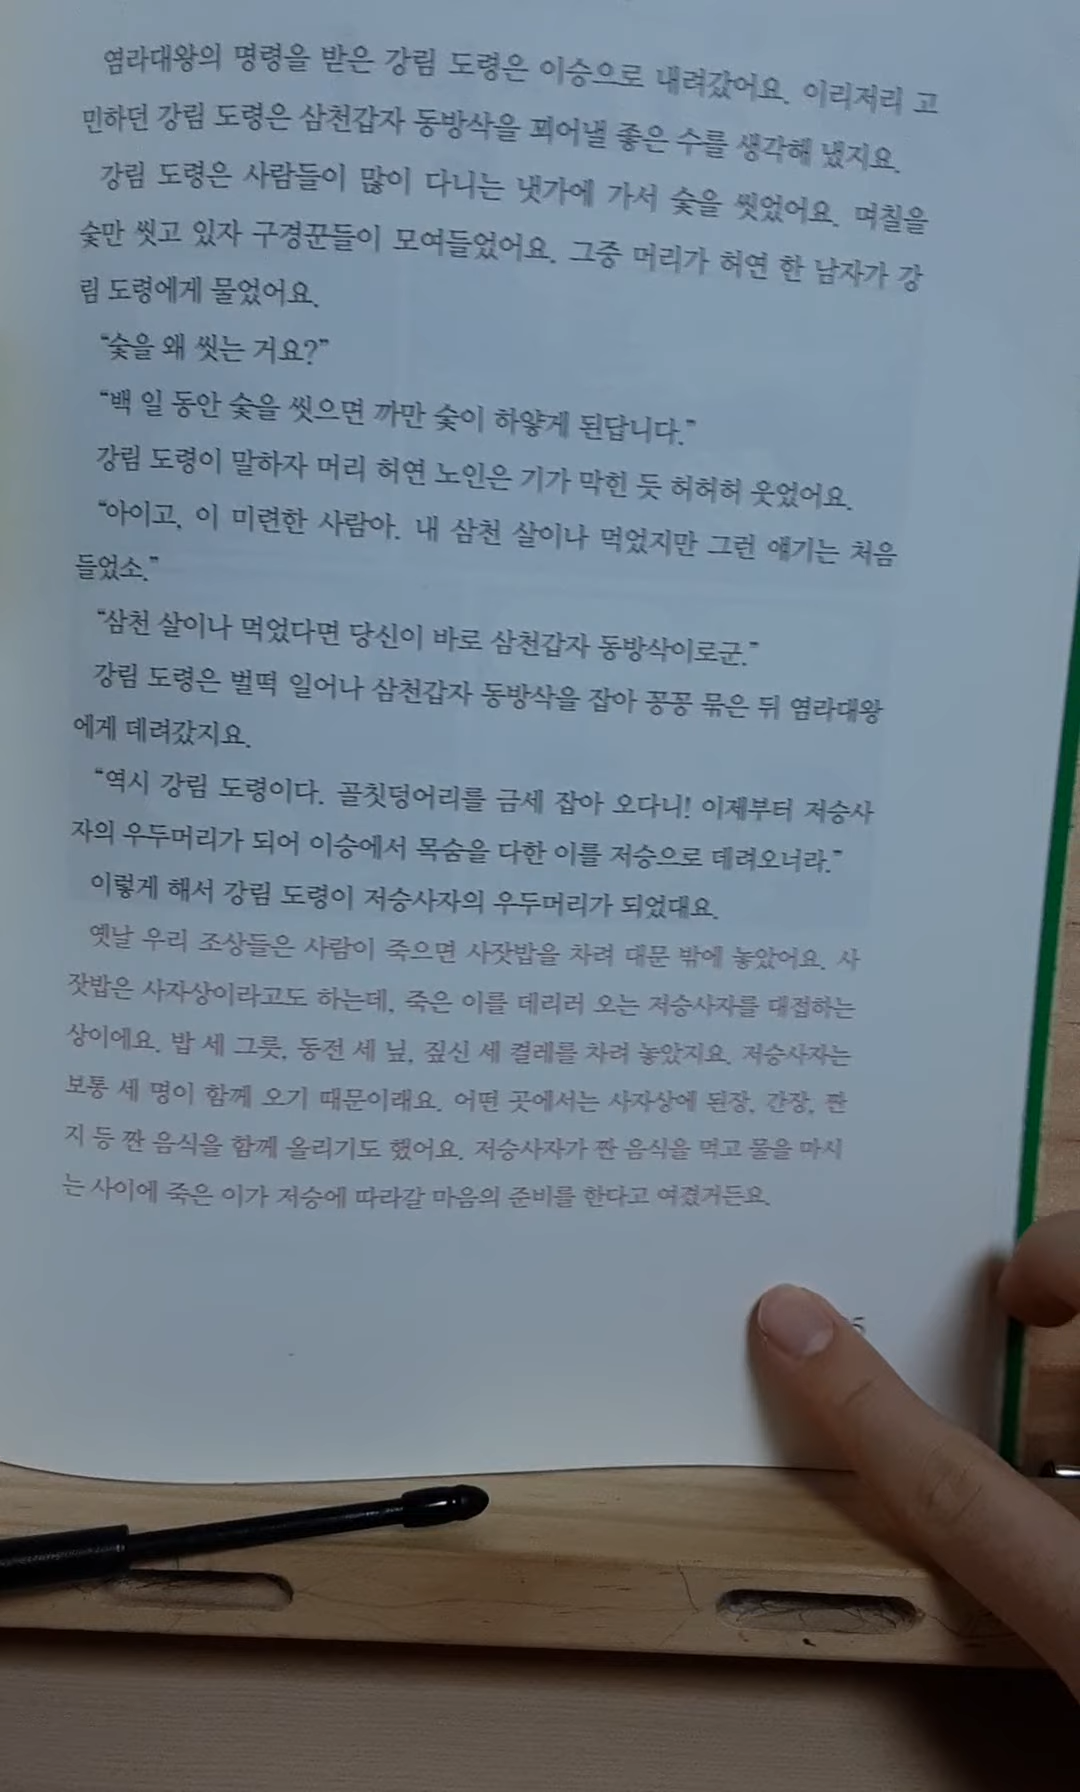 염라대왕의 명령을 받은 강림 도령은 이승으로 내려갔어요. 이리저리 고
민하던 강림 도령은 삼천갑자 동방삭을 꾀어낼 좋은 수를 생각해 냈지요.
강림 도령은 사람들이 많이 다니는 냇가에 가서 숯을 씻었어요. 며칠을
숯만 씻고 있자 구경꾼들이 모여들었어요. 그중 머리가 허연 한 남자가 강
림 도령에게 물었어요.
“숯을 왜 씻는 거요?”
“백 일 동안 숯을 씻으면 까만 숯이 하얗게 된답니다.”
강림 도령이 말하자 머리 허연 노인은 기가 막힌 듯 허허허 웃었어요.
“아이고, 이 미련한 사람아. 내 삼천 살이나 먹었지만 그런 얘기는 처음
들었소.”
“삼천 살이나 먹었다면 당신이 바로 삼천갑자 동방삭이로군.”
강림 도령은 벌떡 일어나 삼천갑자 동방삭을 잡아 꽁꽁 묶은 뒤 염라대왕
에게 데려갔지요.
“역시 강림 도령이다. 골칫덩어리를 금세 잡아 오다니! 이제부터 저승사
자의 우두머리가 되어 이승에서 목숨을 다한 이를 저승으로 데려오너라.”
이렇게 해서 강림 도령이 저승사자의 우두머리가 되었대요.
옛날 우리 조상들은 사람이 죽으면 사잣밥을 차려 대문 밖에 놓았어요. 사
잣밥은 사자상이라고도 하는데, 죽은 이를 데리러 오는 저승사자를 대접하는
상이에요. 밥 세 그릇, 동전 세 닢, 짚신 세 켤레를 차려 놓았지요. 저승사자는
보통 세 명이 함께 오기 때문이래요. 어떤 곳에서는 사자상에 된장, 간장, 짠
지 등 짠 음식을 함께 올리기도 했어요. 저승사자가 짠 음식을 먹고 물을 마시
는 사이에 죽은 이가 저승에 따라갈 마음의 준비를 한다고 여겼거든요.